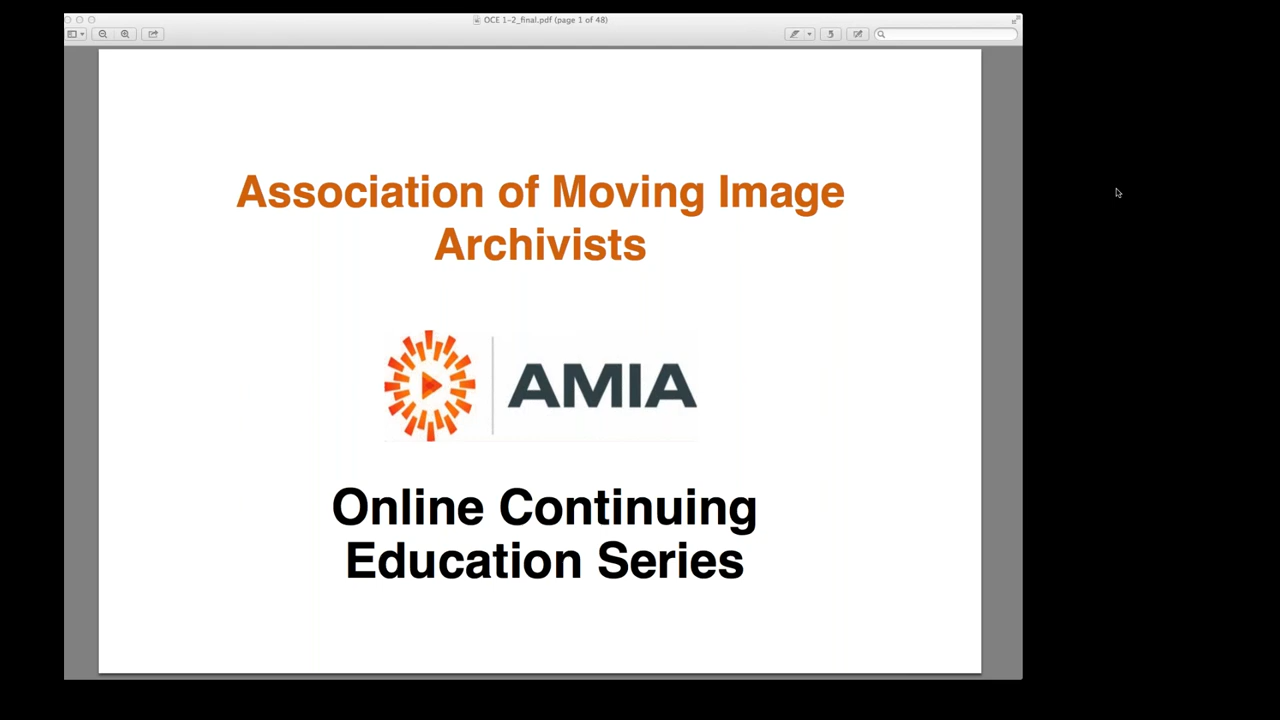 OCE 1-2_final.pdf (page 1 of 48)
Association of Moving Image
Archivists
AMIA
Online Continuing
Education Series